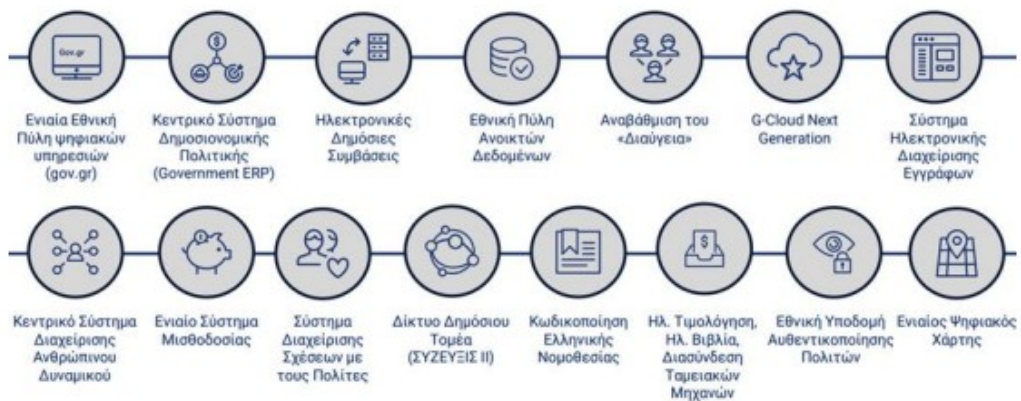 Gov.gr
Ενιαία Εθνική
Πύλη ψηφιακών
υπηρεσιών
(gov.gr)
Κεντρικό Σύστημα
Δημοσιονομικής
Πολιτικής
(Government ERP)
Ηλεκτρονικές
Δημόσιες
Συμβάσεις
Εθνική Πύλη
Ανοικτών
Δεδομένων
Αναβάθμιση του
«Διαύγεια»
G-Cloud Next
Generation
Σύστημα
Ηλεκτρονικής
Διαχείρισης
Εγγράφων
Κεντρικό Σύστημα
Διαχείρισης
Ανθρώπινου
Δυναμικού
Ενιαίο Σύστημα
Μισθοδοσίας
Σύστημα
Διαχείρισης
Σχέσεων με
τους Πολίτες
Δίκτυο Δημόσιου
Τομέα
(ΣΥΖΕΥΞΙΣ ΙΙ)
Κωδικοποίηση
Ελληνικής
Νομοθεσίας
Ηλ. Τιμολόγηση,
Ηλ. Βιβλία,
Διασύνδεση
Ταμειακών
Μηχανών
Εθνική Υποδομή
Αυθεντικοποίησης
Πολιτών
Ενιαίος Ψηφιακός
Χάρτης